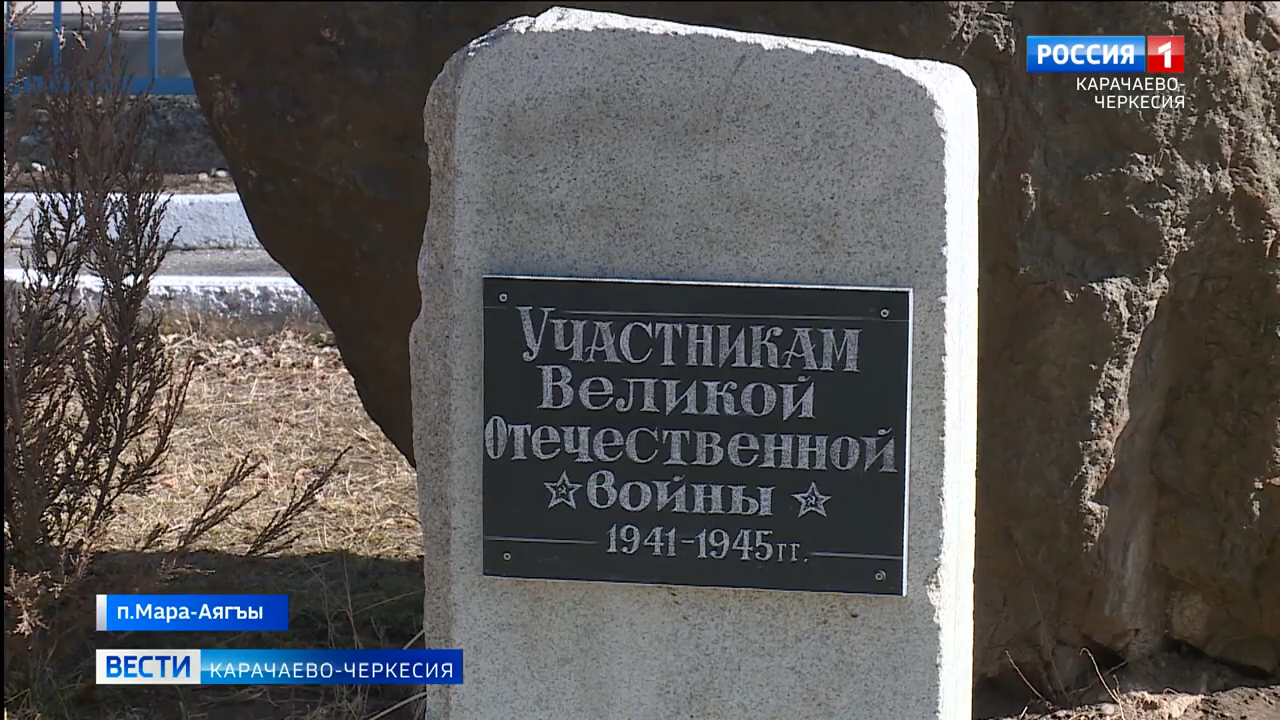 РОССИЯ 1
КАРАЧАЕВО-
ЧЕРКЕСИЯ
Участникам
Великой
Отечественной
войны
1941-1945гг.
п.Мара-Аягъы
ВЕСТИ КАРАЧАЕВО-ЧЕРКЕСИЯ